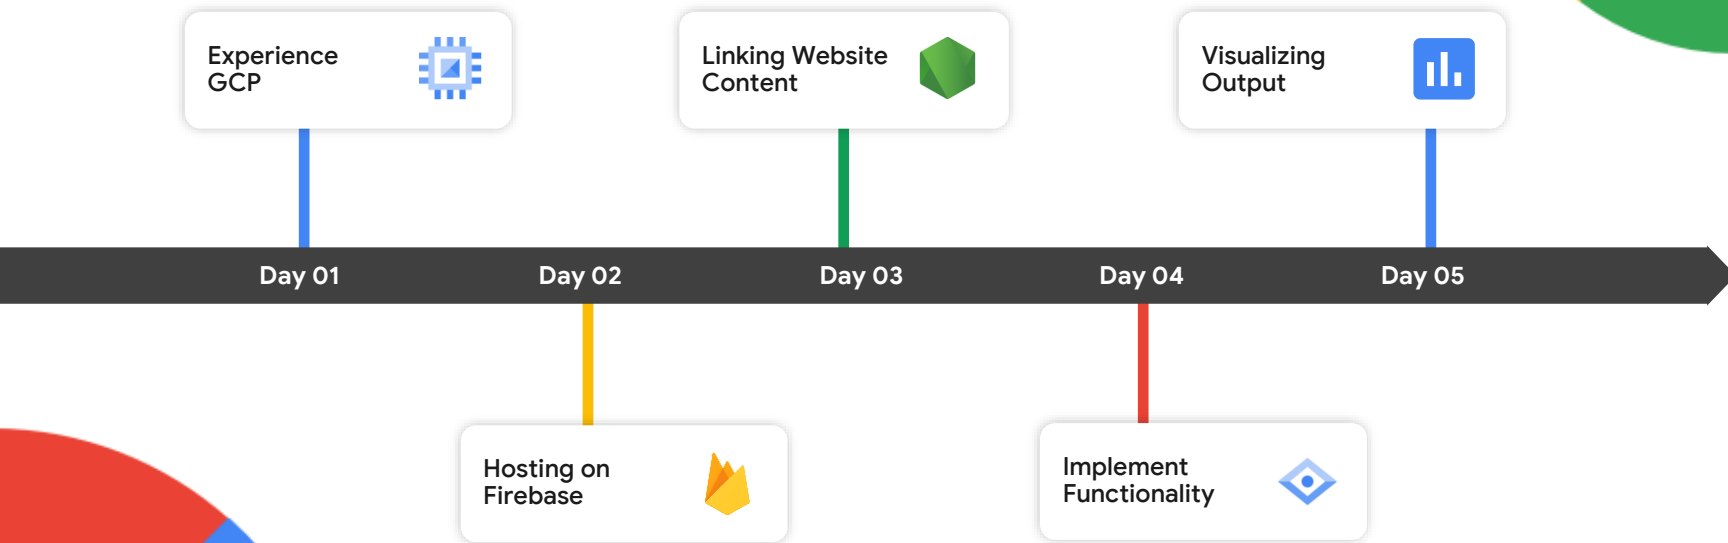 Experience
GCP
Linking Website
Content
Visualizing
Output
Day 01
Day 02
Day 03
Day 04
Day 05
Hosting on
Firebase
Implement
Functionality